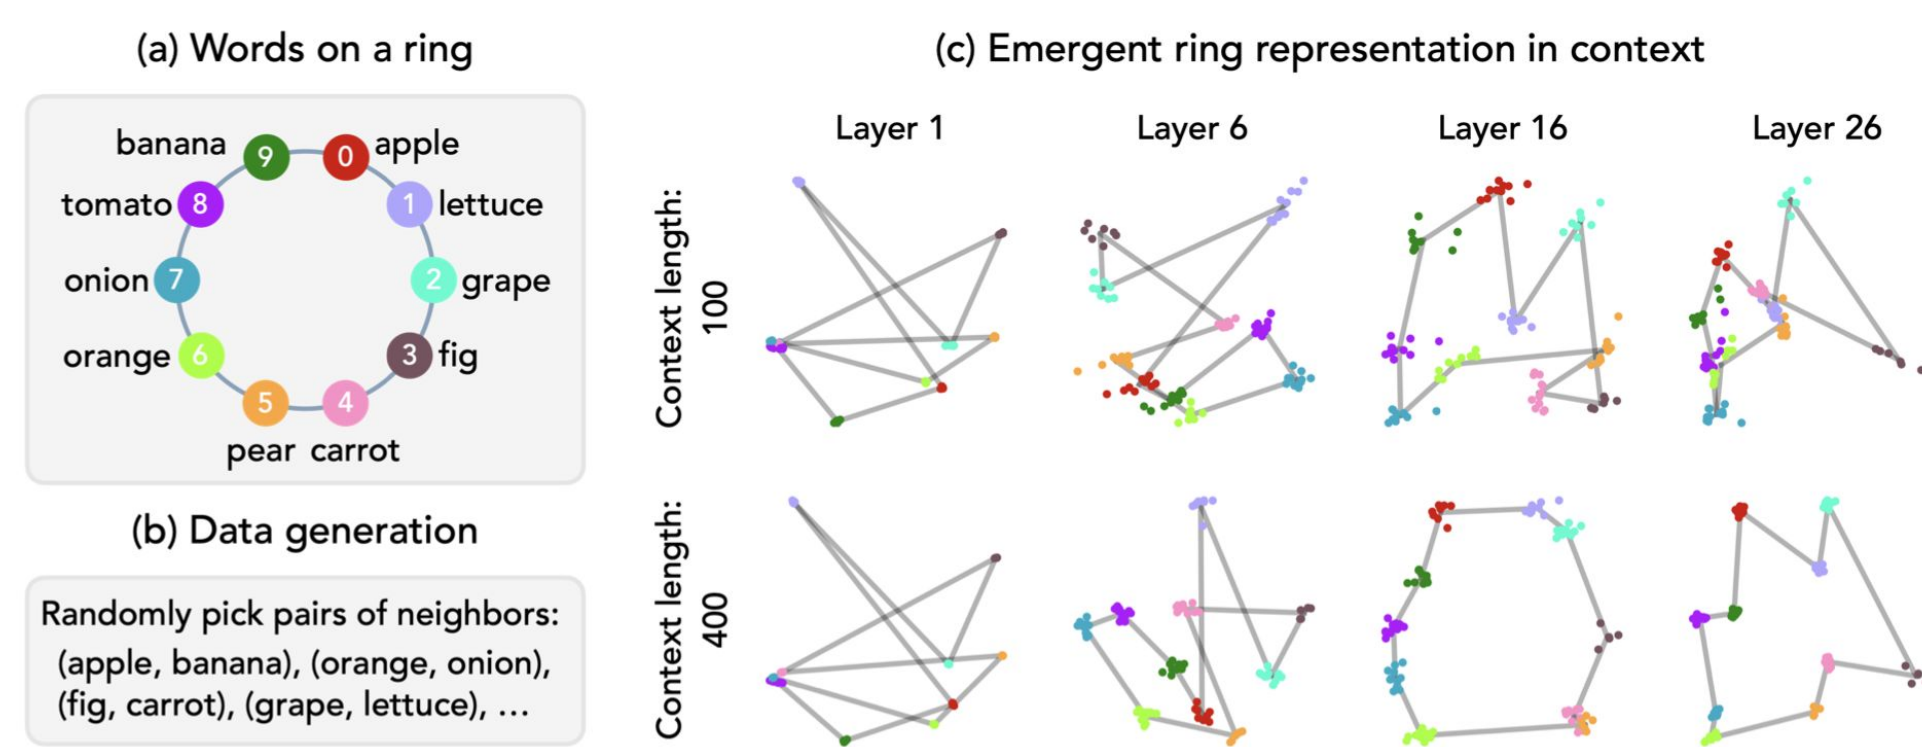 (a) Words on a ring
banana 9 0 apple
tomato 8 1 lettuce
onion 7 2 grape
orange 6 3 fig
5 4
pear carrot
(b) Data generation
Randomly pick pairs of neighbors:
(apple, banana), (orange, onion),
(fig, carrot), (grape, lettuce), ...
(c) Emergent ring representation in context
Layer 1 Layer 6 Layer 16 Layer 26
Context length:
100
Context length:
400